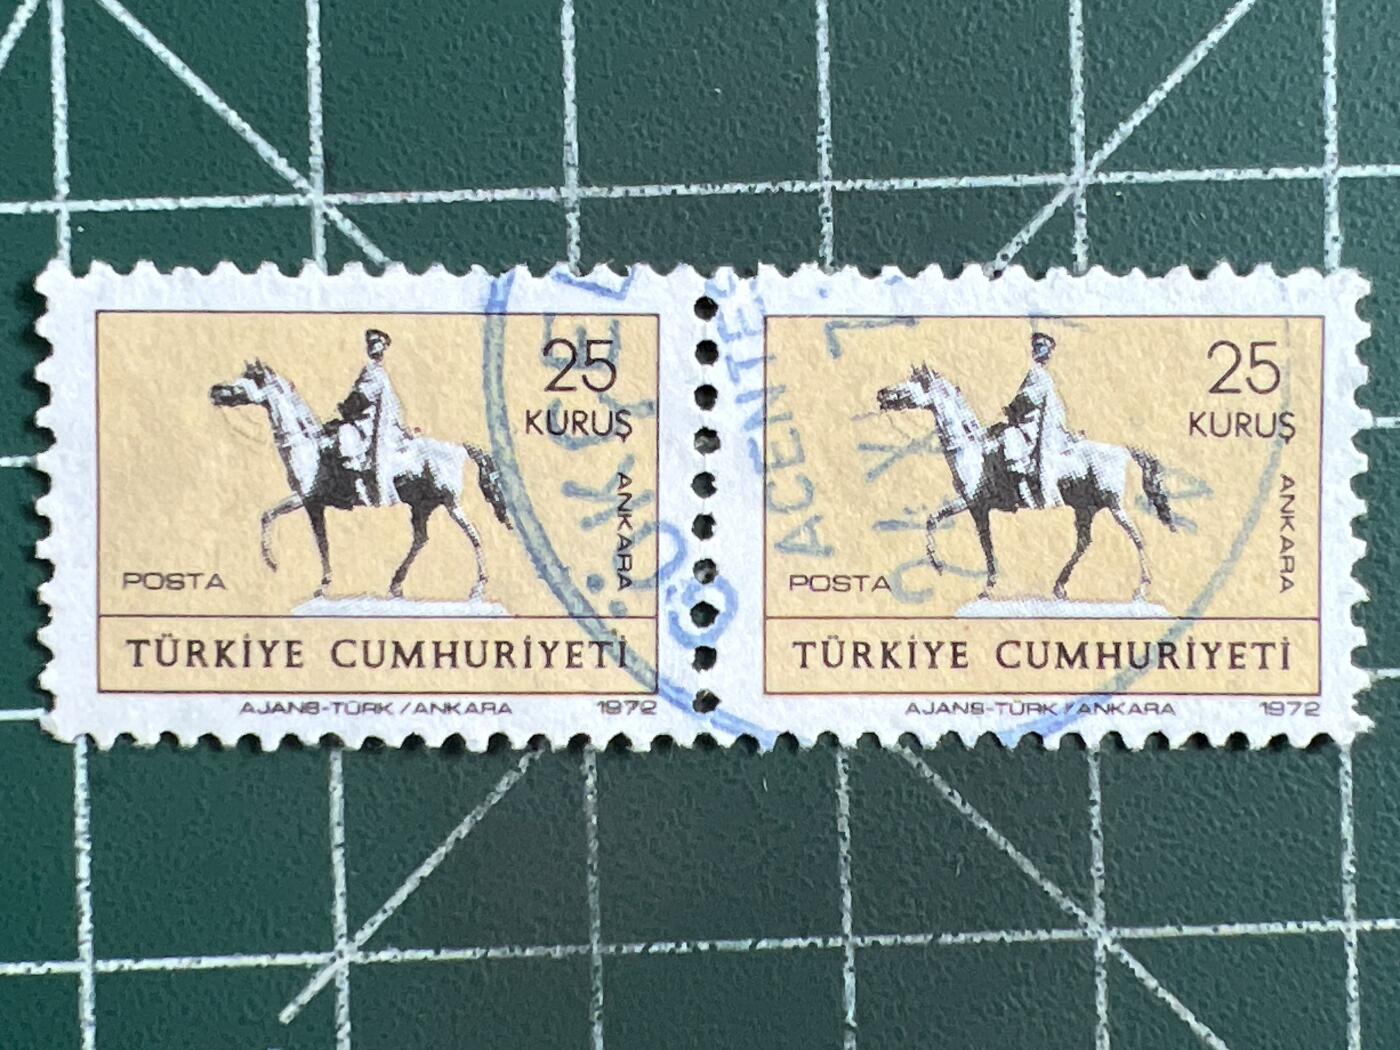 25
KURUŞ
ANKARA
POSTA
TÜRKİYE CUMHURİYETİ
AJANS-TÜRK/ANKARA 1972
25
KURUŞ
ANKARA
POSTA
TÜRKİYE CUMHURİYETİ
AJANS-TÜRK/ANKARA 1972
ACENTE